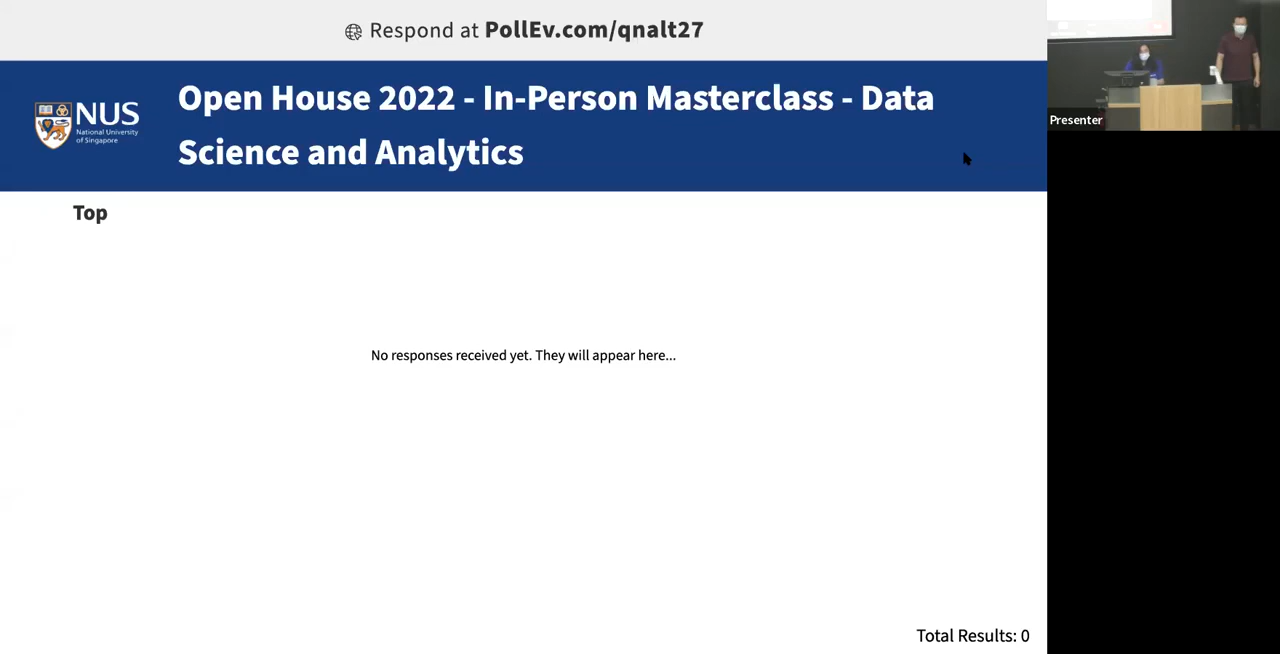 Respond at PollEv.com/qnalt27
NUS
National University
of Singapore
Open House 2022 - In-Person Masterclass - Data
Science and Analytics
Presenter
Top
No responses received yet. They will appear here...
Total Results: 0